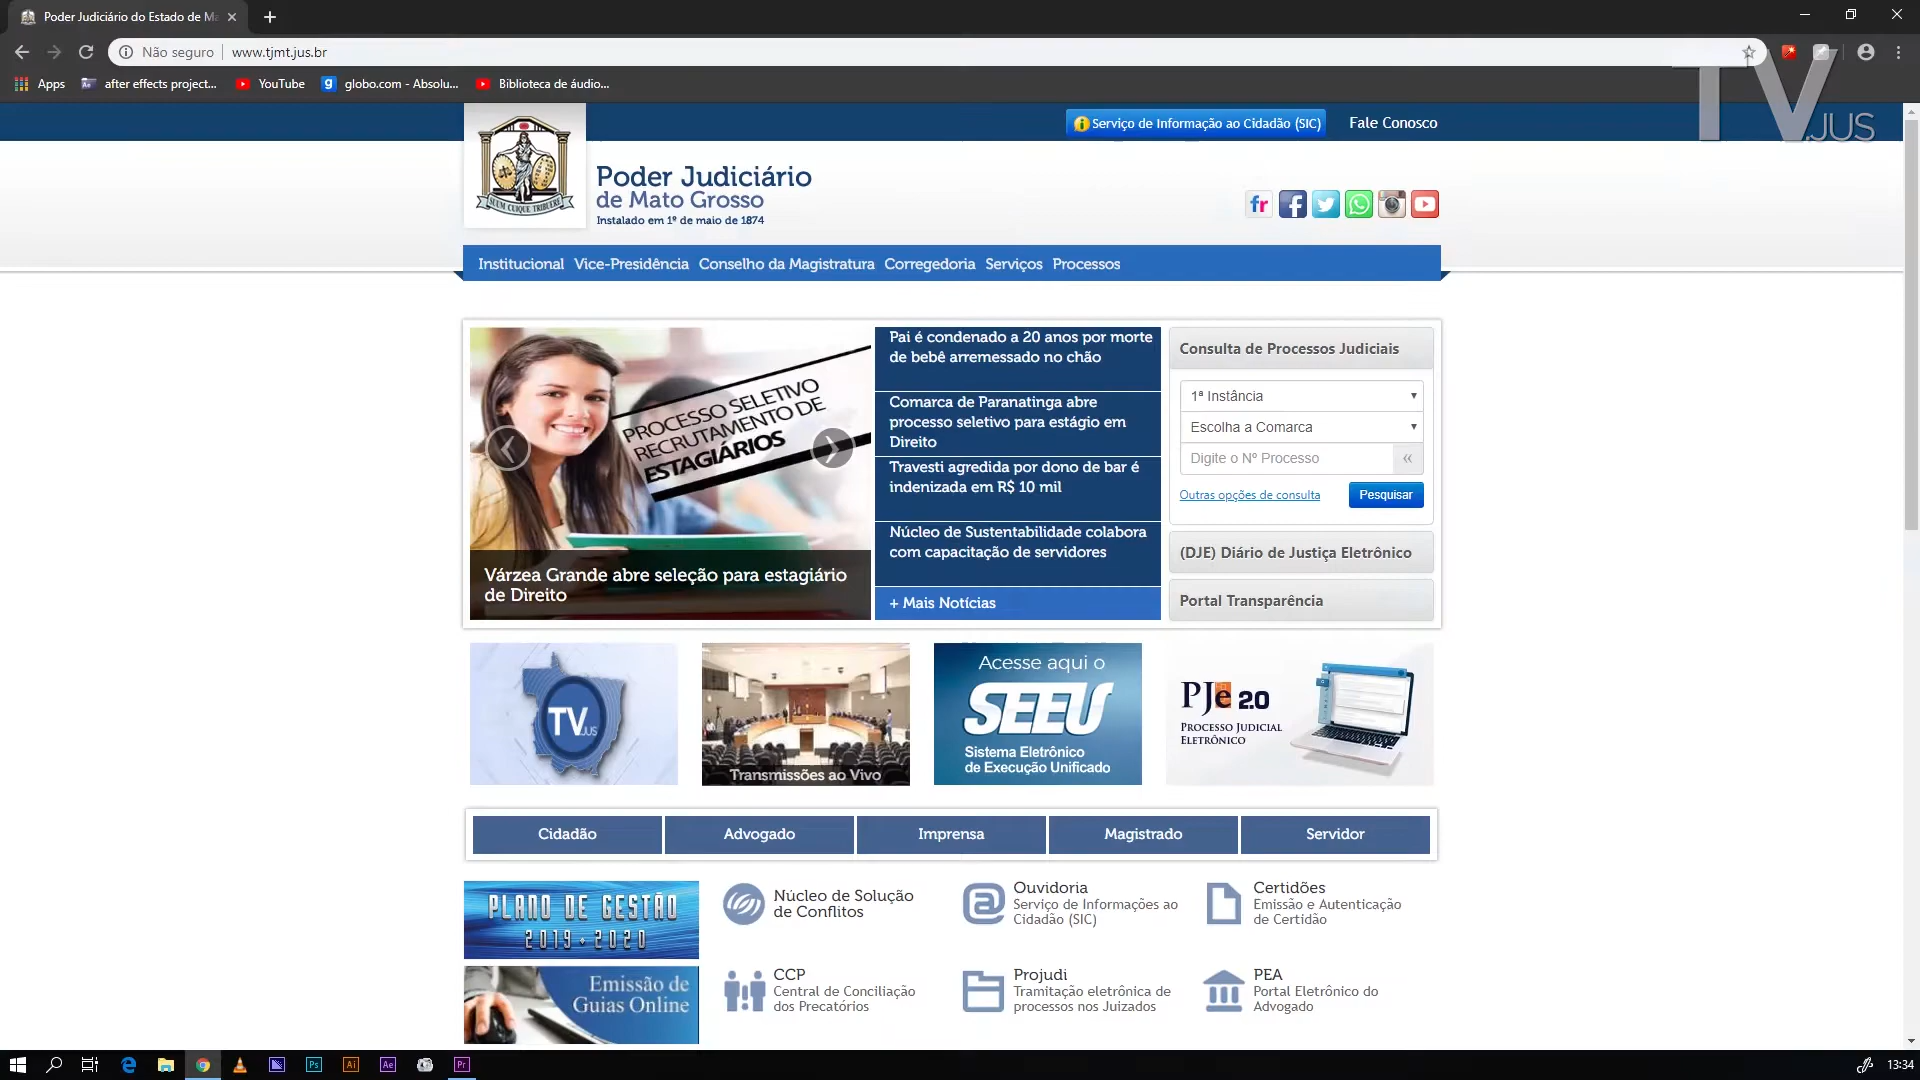 Poder Judiciário do Estado de Ma
Não seguro
www.tjmt.jus.br
Apps
after effects project...
YouTube
globo.com - Absolu...
Biblioteca de áudio...
TV.JUS
Serviço de Informação ao Cidadão (SIC)
Fale Conosco
SUUM CUIQUE TRIBUERE
Poder Judiciário
de Mato Grosso
Instalado em 1º de maio de 1874
fr
Institucional
Vice-Presidência
Conselho da Magistratura
Corregedoria
Serviços
Processos
PROCESSO SELETIVO
RECRUTAMENTO DE
ESTAGIÁRIOS
Várzea Grande abre seleção para estagiário
de Direito
Pai é condenado a 20 anos por morte
de bebê arremessado no chão
Comarca de Paranatinga abre
processo seletivo para estágio em
Direito
Travesti agredida por dono de bar é
indenizada em R$ 10 mil
Núcleo de Sustentabilidade colabora
com capacitação de servidores
+ Mais Notícias
Consulta de Processos Judiciais
1ª Instância
Escolha a Comarca
Digite o Nº Processo
Outras opções de consulta
Pesquisar
(DJE) Diário de Justiça Eletrônico
Portal Transparência
TV.JUS
Transmissões ao Vivo
Acesse aqui o
SEEU
Sistema Eletrônico
de Execução Unificado
PJe 2.0
PROCESSO JUDICIAL
ELETRÔNICO
Cidadão
Advogado
Imprensa
Magistrado
Servidor
PLANO DE GESTÃO
2019 • 2020
Núcleo de Solução
de Conflitos
Ouvidoria
Serviço de Informações ao
Cidadão (SIC)
Certidões
Emissão e Autenticação
de Certidão
Emissão de
Guias Online
CCP
Central de Conciliação
dos Precatórios
Projudi
Tramitação eletrônica de
processos nos Juizados
PEA
Portal Eletrônico do
Advogado
Ps
Ai
Ae
Pr
13:34